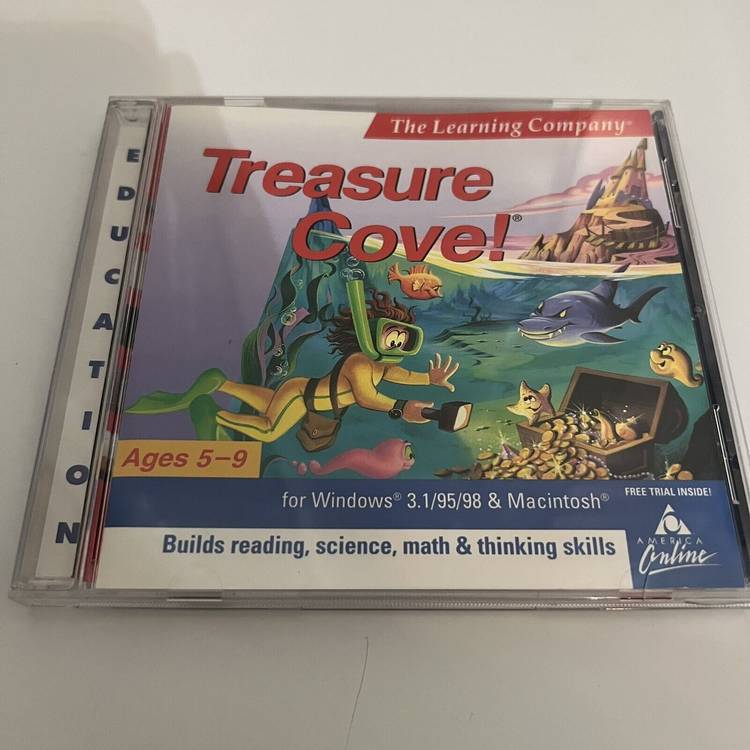 EDUCATION
The Learning Company®
Treasure
Cove!®
Ages 5-9
for Windows® 3.1/95/98 & Macintosh®
FREE TRIAL INSIDE!
AMERICA
Online
Builds reading, science, math & thinking skills